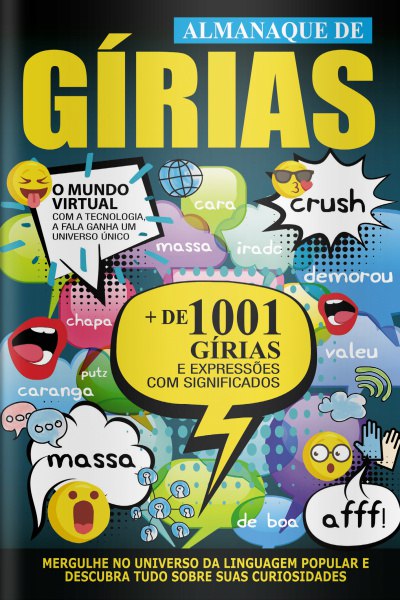 ALMANAQUE DE
GÍRIAS
O MUNDO
VIRTUAL
COM A TECNOLOGIA,
A FALA GANHA UM
UNIVERSO ÚNICO
cara
crush
massa
irado
demorou
chapa
+ DE 1001
GÍRIAS
E EXPRESSÕES
COM SIGNIFICADOS
valeu
putz
caranga
massa
de boa
afff!
MERGULHE NO UNIVERSO DA LINGUAGEM POPULAR E
DESCUBRA TUDO SOBRE SUAS CURIOSIDADES